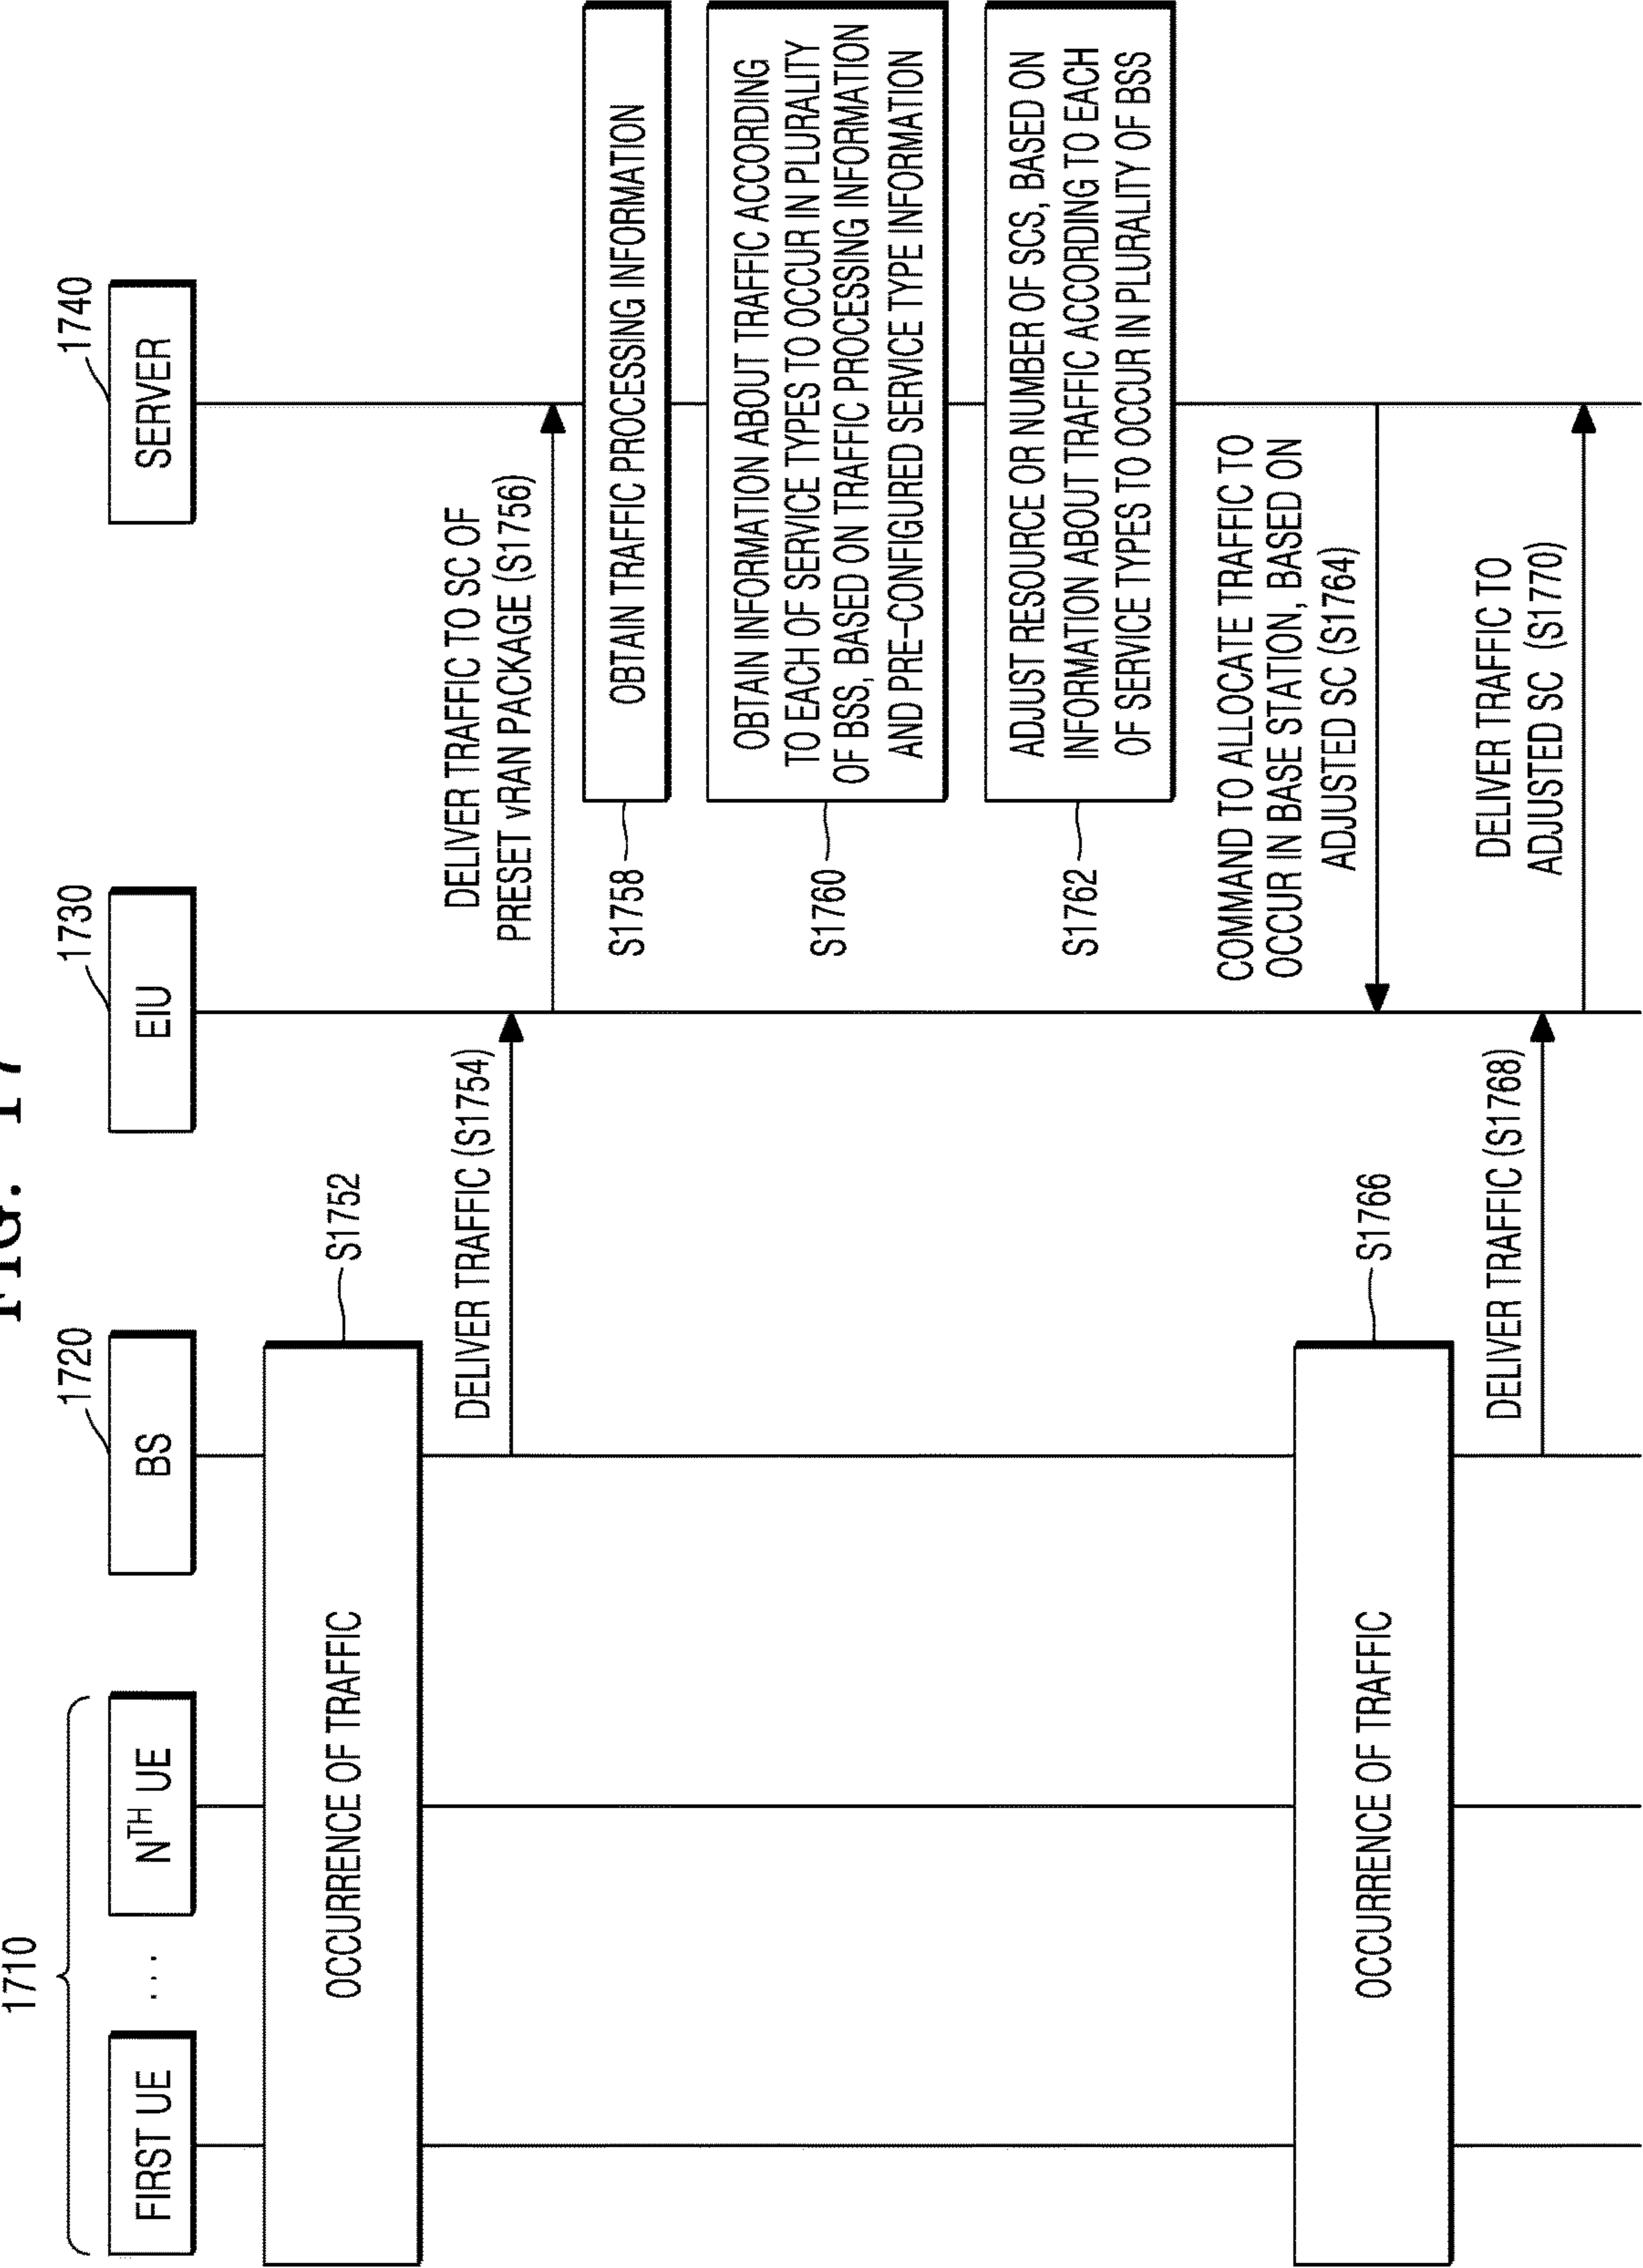 FIG. 17
1710
FIRST UE
...
NTH UE
1720
BS
1730
EIU
1740
SERVER
OCCURRENCE OF TRAFFIC
S1752
DELIVER TRAFFIC (S1754)
DELIVER TRAFFIC TO SC OF
PRESET vRAN PACKAGE (S1756)
S1758
OBTAIN TRAFFIC PROCESSING INFORMATION
S1760
OBTAIN INFORMATION ABOUT TRAFFIC ACCORDING
TO EACH OF SERVICE TYPES TO OCCUR IN PLURALITY
OF BSS, BASED ON TRAFFIC PROCESSING INFORMATION
AND PRE-CONFIGURED SERVICE TYPE INFORMATION
S1762
ADJUST RESOURCE OR NUMBER OF SCS, BASED ON
INFORMATION ABOUT TRAFFIC ACCORDING TO EACH
OF SERVICE TYPES TO OCCUR IN PLURALITY OF BSS
COMMAND TO ALLOCATE TRAFFIC TO
OCCUR IN BASE STATION, BASED ON
ADJUSTED SC (S1764)
OCCURRENCE OF TRAFFIC
S1766
DELIVER TRAFFIC (S1768)
DELIVER TRAFFIC TO
ADJUSTED SC (S1770)